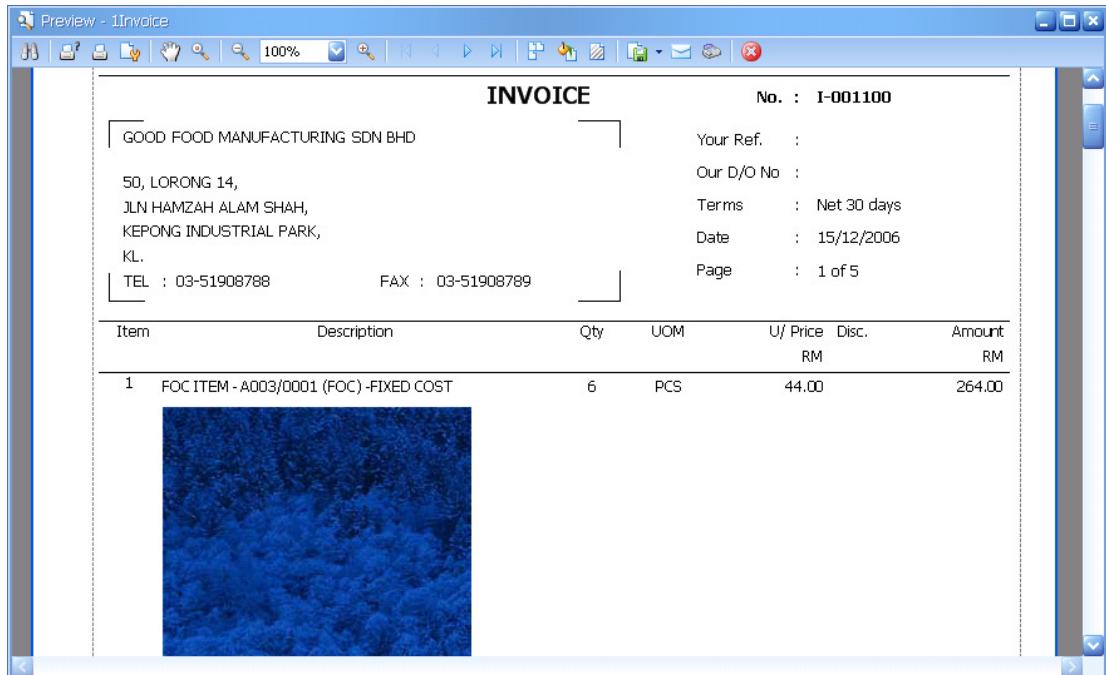 Preview - 1Invoice
100%
INVOICE
No. : I-001100
GOOD FOOD MANUFACTURING SDN BHD
50, LORONG 14,
JLN HAMZAH ALAM SHAH,
KEPONG INDUSTRIAL PARK,
KL.
TEL : 03-51908788 FAX : 03-51908789
Your Ref. :
Our D/O No :
Terms : Net 30 days
Date : 15/12/2006
Page : 1 of 5
Item Description Qty UOM U/ Price Disc. Amount
RM RM
1 FOC ITEM - A003/0001 (FOC) -FIXED COST 6 PCS 44.00 264.00